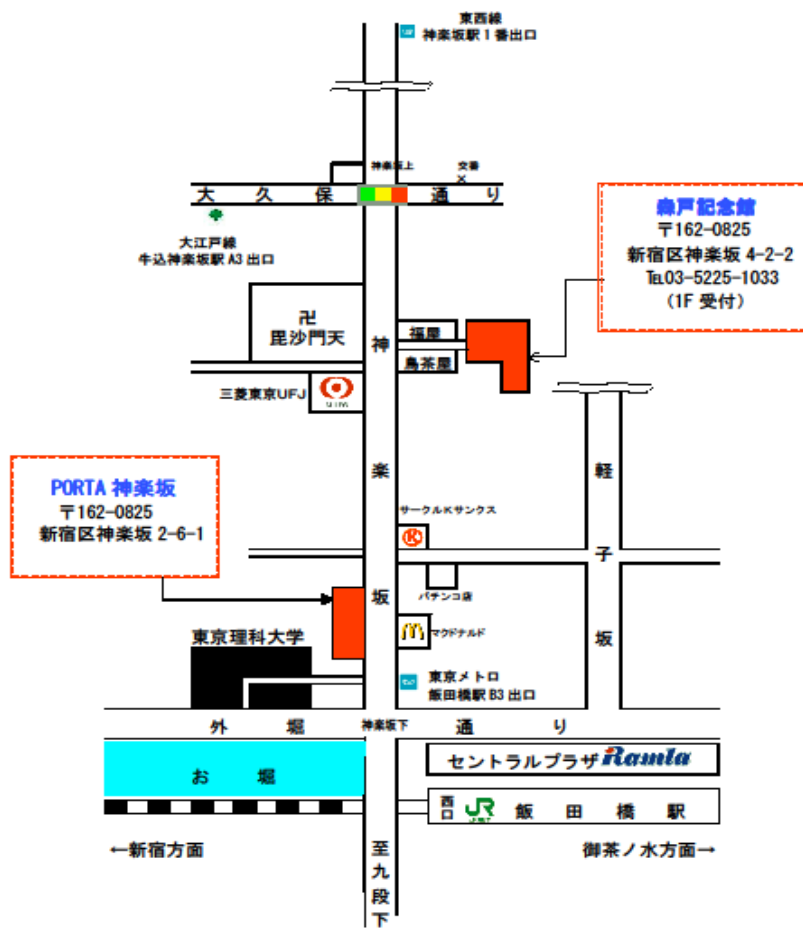 東西線
神楽坂駅1番出口
神楽坂上
交番
大久保通り
大江戸線
牛込神楽坂駅 A3 出口
森戸記念館
〒162-0825
新宿区神楽坂 4-2-2
℡03-5225-1033
(1F 受付)
卍
毘沙門天
福屋
鳥茶屋
三菱東京UFJ
神楽坂
軽子坂
PORTA 神楽坂
〒162-0825
新宿区神楽坂 2-6-1
サークルKサンクス
K
パチンコ店
マクドナルド
東京理科大学
東京メトロ
飯田橋駅 B3 出口
外堀通り
神楽坂下
お堀
セントラルプラザ Ramla
西口
JR
飯田橋駅
←新宿方面
御茶ノ水方面→
至九段下